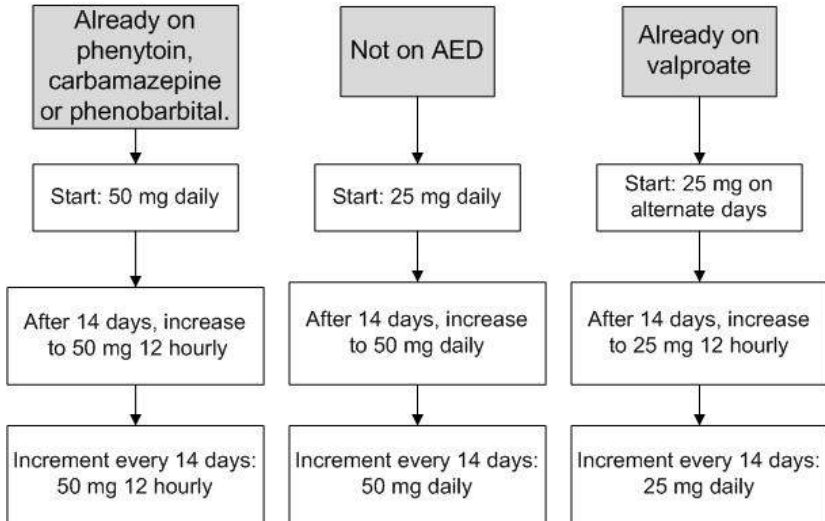 Already on
phenytoin,
carbamazepine
or phenobarbital.
Not on AED
Already on
valproate
Start: 50 mg daily
Start: 25 mg daily
Start: 25 mg on
alternate days
After 14 days, increase
to 50 mg 12 hourly
After 14 days, increase
to 50 mg daily
After 14 days, increase
to 25 mg 12 hourly
Increment every 14 days:
50 mg 12 hourly
Increment every 14 days:
50 mg daily
Increment every 14 days:
25 mg daily